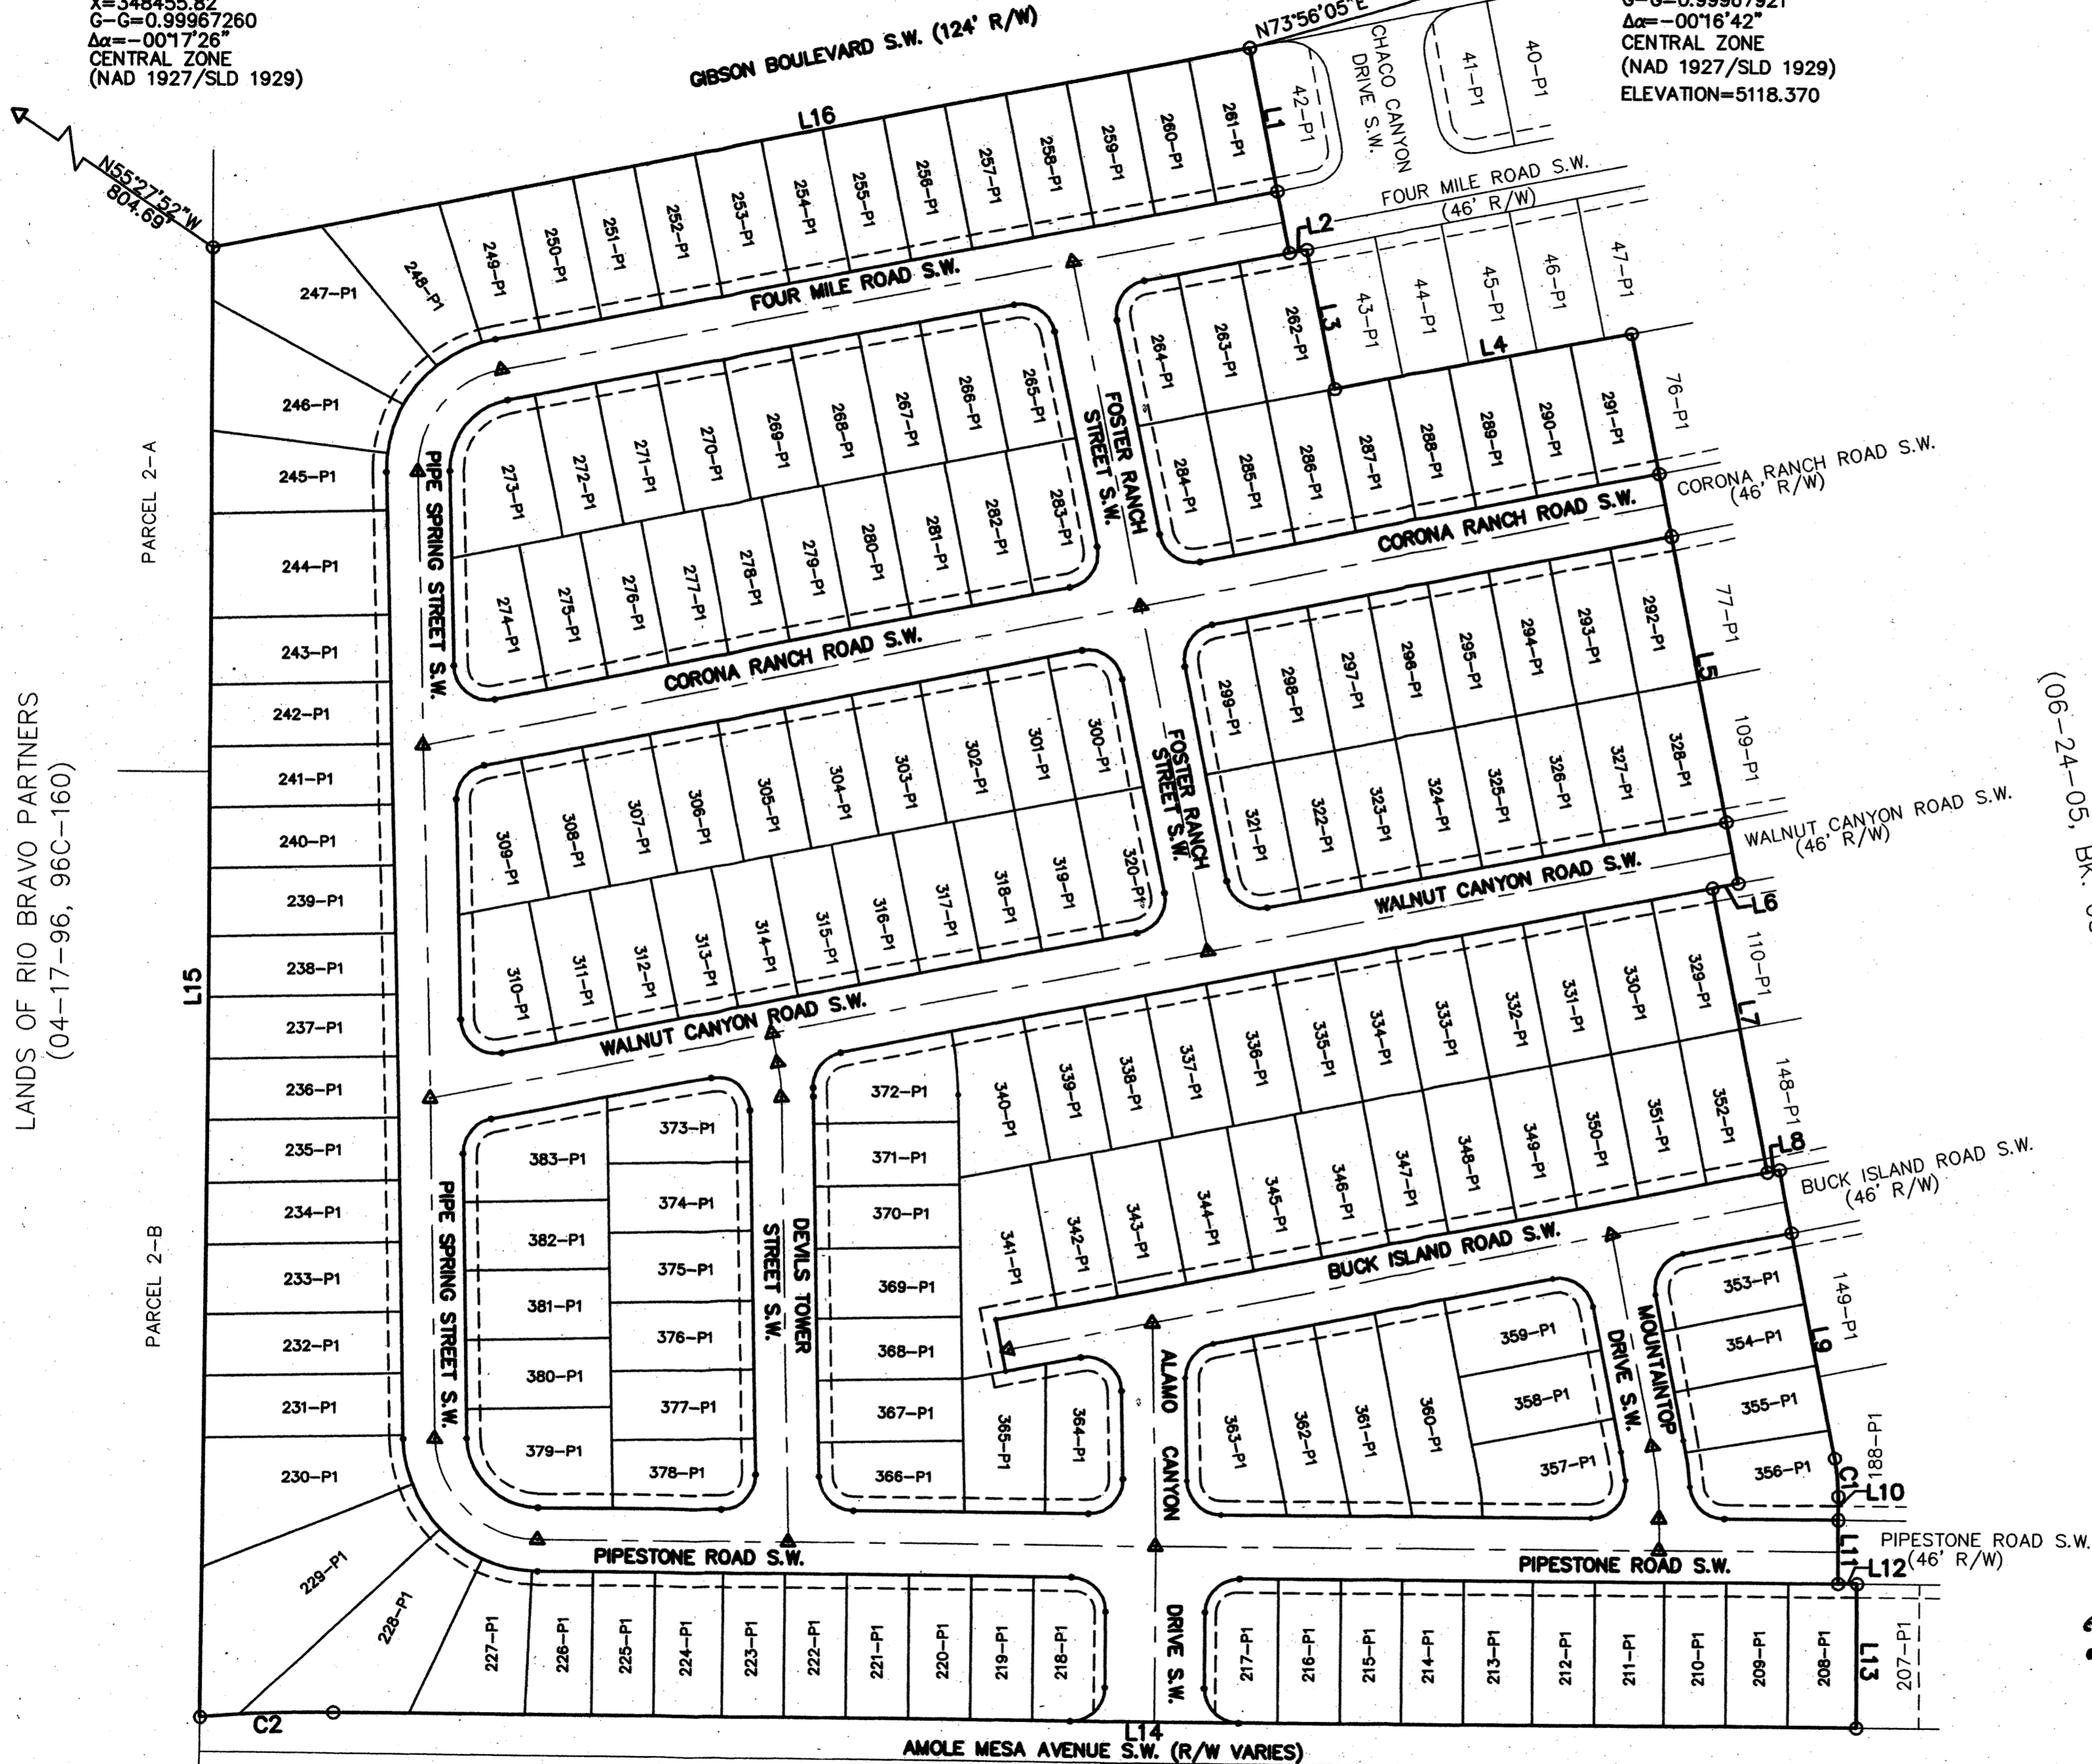 X=348455.82
G-G=0.99967260
Δα=-00°17'26"
CENTRAL ZONE
(NAD 1927/SLD 1929)
GIBSON BOULEVARD S.W. (124' R/W)
N73°56'05"E
Δα=-00°16'42"
CENTRAL ZONE
(NAD 1927/SLD 1929)
ELEVATION=5118.370
N55°27'52"W
804.69'
L16
L1
42-P1
CHACO CANYON
DRIVE S.W.
41-P1
40-P1
FOUR MILE ROAD S.W.
(46' R/W)
L2
247-P1
248-P1
249-P1
250-P1
251-P1
252-P1
253-P1
254-P1
255-P1
256-P1
257-P1
258-P1
259-P1
260-P1
261-P1
FOUR MILE ROAD S.W.
264-P1
263-P1
262-P1
L3
43-P1
44-P1
45-P1
46-P1
47-P1
L4
246-P1
245-P1
244-P1
243-P1
242-P1
241-P1
240-P1
239-P1
238-P1
237-P1
236-P1
235-P1
234-P1
233-P1
232-P1
231-P1
230-P1
229-P1
228-P1
PARCEL 2-A
PARCEL 2-B
L15
LANDS OF RIO BRAVO PARTNERS
(04-17-96, 96C-160)
PIPE SPRING STREET S.W.
273-P1
272-P1
271-P1
270-P1
269-P1
268-P1
267-P1
266-P1
265-P1
274-P1
275-P1
276-P1
277-P1
278-P1
279-P1
280-P1
281-P1
282-P1
283-P1
FOSTER RANCH
STREET S.W.
284-P1
285-P1
286-P1
287-P1
288-P1
289-P1
290-P1
291-P1
76-P1
CORONA RANCH ROAD S.W.
CORONA RANCH ROAD S.W.
(46' R/W)
CORONA RANCH ROAD S.W.
299-P1
298-P1
297-P1
296-P1
295-P1
294-P1
293-P1
292-P1
77-P1
L5
309-P1
308-P1
307-P1
306-P1
305-P1
304-P1
303-P1
302-P1
301-P1
300-P1
FOSTER RANCH
STREET S.W.
321-P1
322-P1
323-P1
324-P1
325-P1
326-P1
327-P1
328-P1
109-P1
WALNUT CANYON ROAD S.W.
WALNUT CANYON ROAD S.W.
(46' R/W)
L6
310-P1
311-P1
312-P1
313-P1
314-P1
315-P1
316-P1
317-P1
318-P1
319-P1
320-P1
WALNUT CANYON ROAD S.W.
340-P1
339-P1
338-P1
337-P1
336-P1
335-P1
334-P1
333-P1
332-P1
331-P1
330-P1
329-P1
110-P1
L7
341-P1
342-P1
343-P1
344-P1
345-P1
346-P1
347-P1
348-P1
349-P1
350-P1
351-P1
352-P1
148-P1
L8
BUCK ISLAND ROAD S.W.
BUCK ISLAND ROAD S.W.
(46' R/W)
PIPE SPRING STREET S.W.
383-P1
382-P1
381-P1
380-P1
379-P1
373-P1
374-P1
375-P1
376-P1
377-P1
378-P1
DEVILS TOWER
STREET S.W.
372-P1
371-P1
370-P1
369-P1
368-P1
367-P1
366-P1
365-P1
364-P1
ALAMO CANYON
DRIVE S.W.
363-P1
362-P1
361-P1
360-P1
359-P1
358-P1
357-P1
MOUNTAINTOP
DRIVE S.W.
353-P1
354-P1
355-P1
356-P1
149-P1
L9
188-P1
C1
L10
L11
L12
PIPESTONE ROAD S.W.
PIPESTONE ROAD S.W.
PIPESTONE ROAD S.W.
(46' R/W)
227-P1
226-P1
225-P1
224-P1
223-P1
222-P1
221-P1
220-P1
219-P1
218-P1
217-P1
216-P1
215-P1
214-P1
213-P1
212-P1
211-P1
210-P1
209-P1
208-P1
L13
207-P1
C2
L14
AMOLE MESA AVENUE S.W. (R/W VARIES)
(06-24-05, BK.